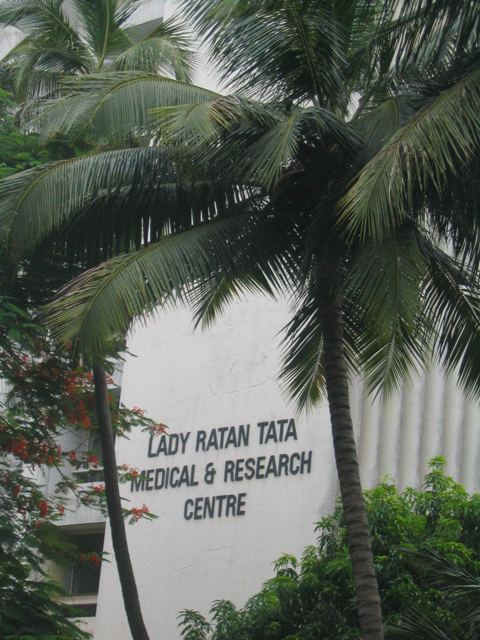 LADY RATAN TATA
MEDICAL & RESEARCH
CENTRE